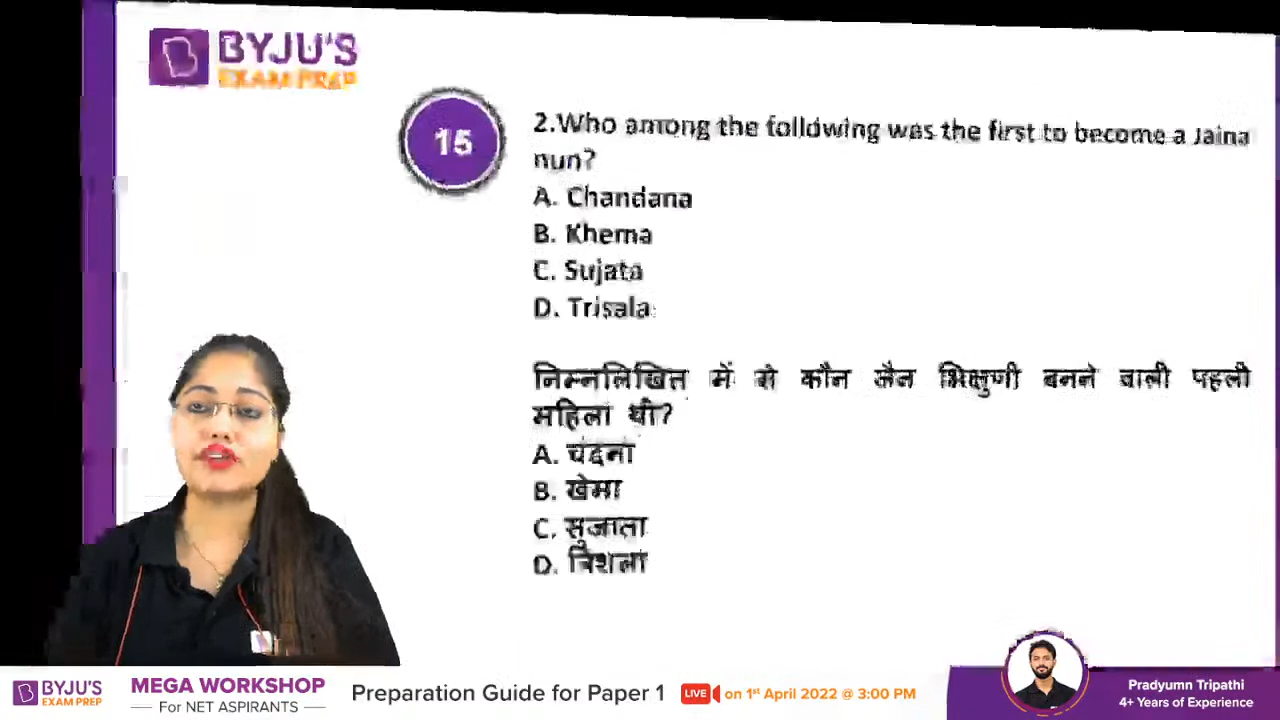 BYJU'S
EXAM PREP
15
2.Who among the following was the first to become a Jaina
nun?
A. Chandana
B. Khema
C. Sujata
D. Trisala
निम्नलिखित में से कौन जैन भिक्षुणी बनने वाली पहली
महिला थी?
A. चंदना
B. खेमा
C. सुजाता
D. त्रिशला
BYJU'S
EXAM PREP
MEGA WORKSHOP
For NET ASPIRANTS
Preparation Guide for Paper 1
LIVE
on 1st April 2022 @ 3:00 PM
Pradyumn Tripathi
4+ Years of Experience